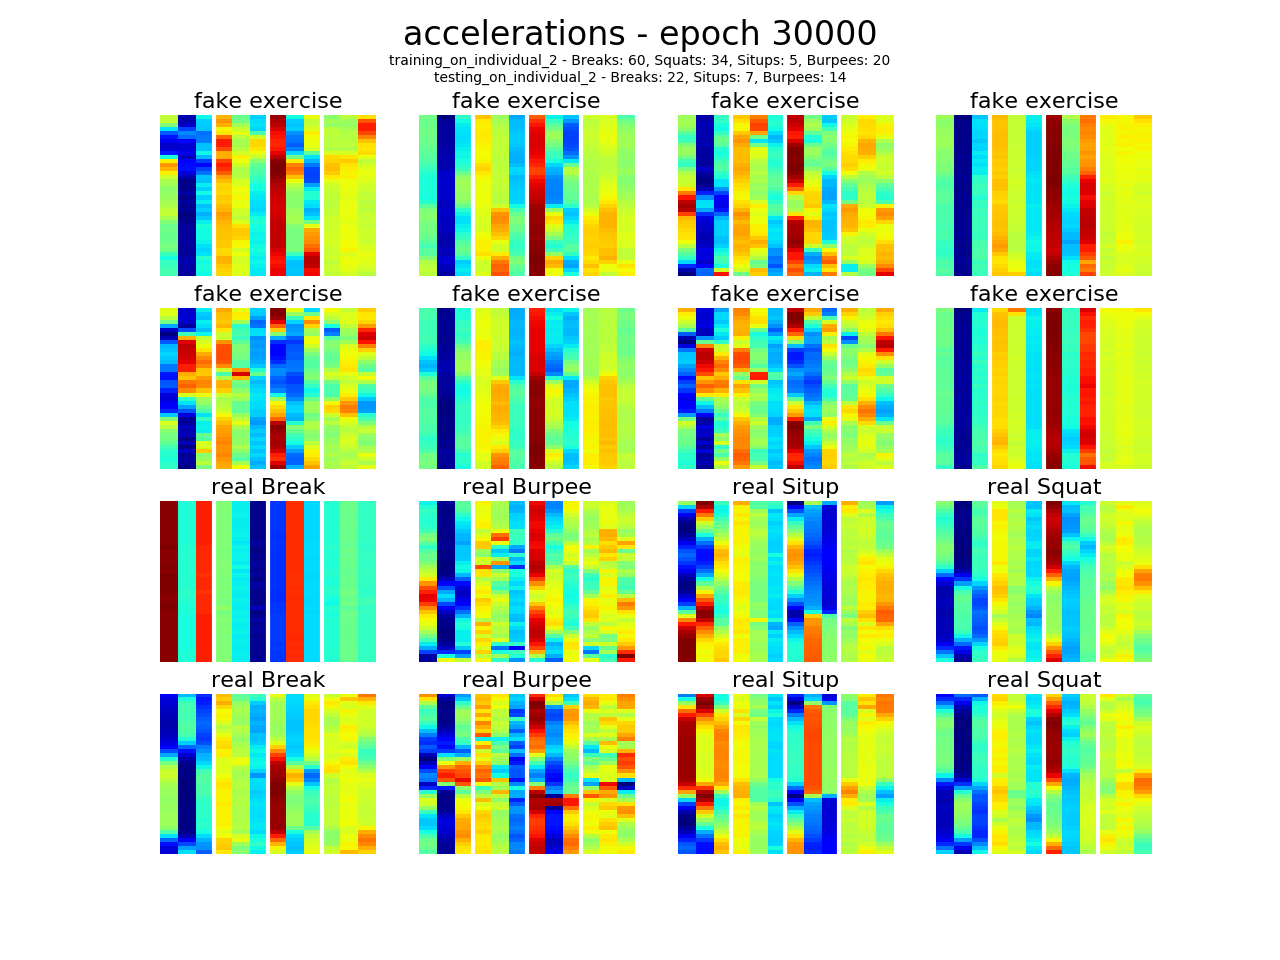 accelerations - epoch 30000
training_on_individual_2 - Breaks: 60, Squats: 34, Situps: 5, Burpees: 20
testing_on_individual_2 - Breaks: 22, Situps: 7, Burpees: 14
fake exercise fake exercise fake exercise fake exercise
fake exercise fake exercise fake exercise fake exercise
real Break real Burpee real Situp real Squat
real Break real Burpee real Situp real Squat